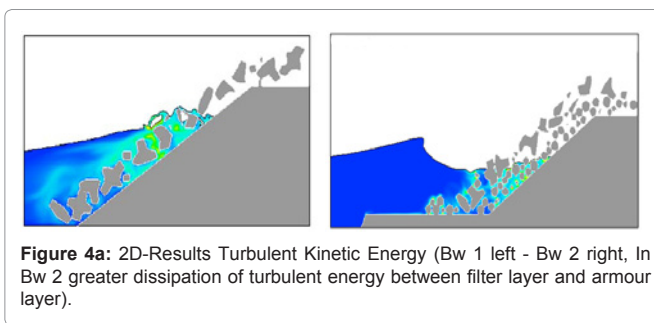 Figure 4a: 2D-Results Turbulent Kinetic Energy (Bw 1 left - Bw 2 right, In
Bw 2 greater dissipation of turbulent energy between filter layer and armour
layer).